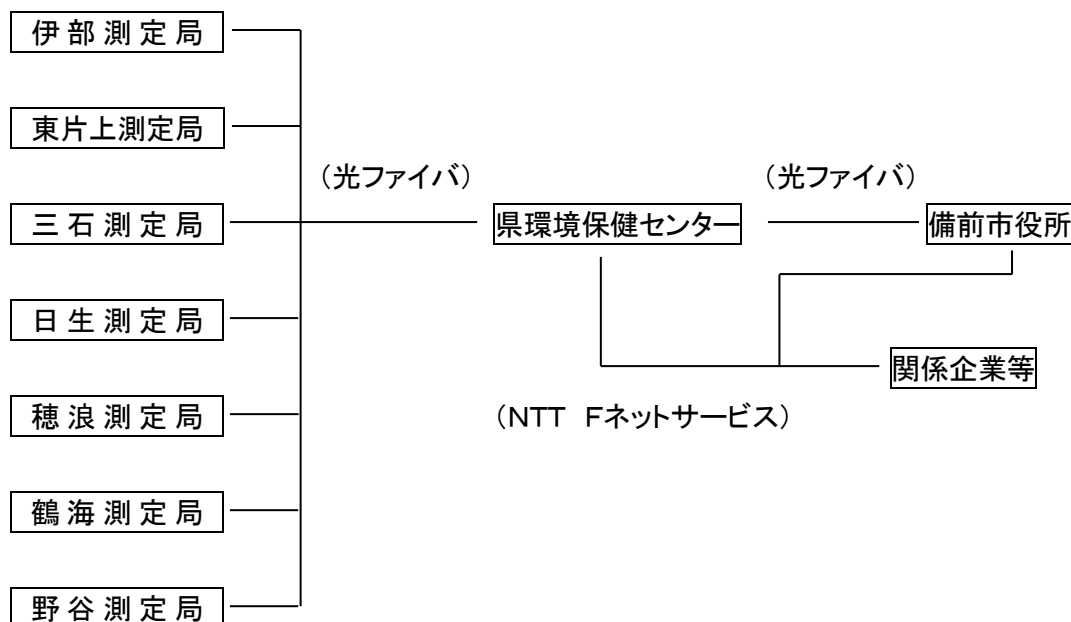 伊部測定局
東片上測定局
(光ファイバ)
(光ファイバ)
三石測定局
県環境保健センター
備前市役所
日生測定局
関係企業等
穂浪測定局
(NTT Fネットサービス)
鶴海測定局
野谷測定局